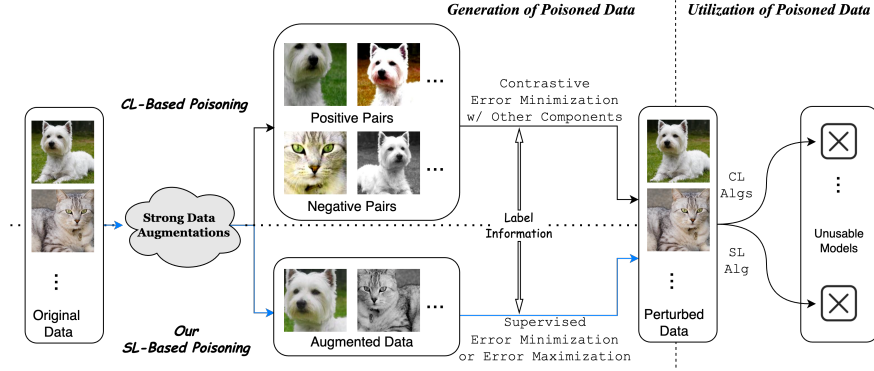 Generation of Poisoned Data
Utilization of Poisoned Data
CL-Based Poisoning
Positive Pairs
Negative Pairs
...
...
Contrastive
Error Minimization
w/ Other Components
Original
Data
⋮
Strong Data
Augmentations
Label
Information
Our
SL-Based Poisoning
Augmented Data
...
Supervised
Error Minimization
or Error Maximization
Perturbed
Data
⋮
CL
Algs
SL
Alg
⋮
Unusable
Models